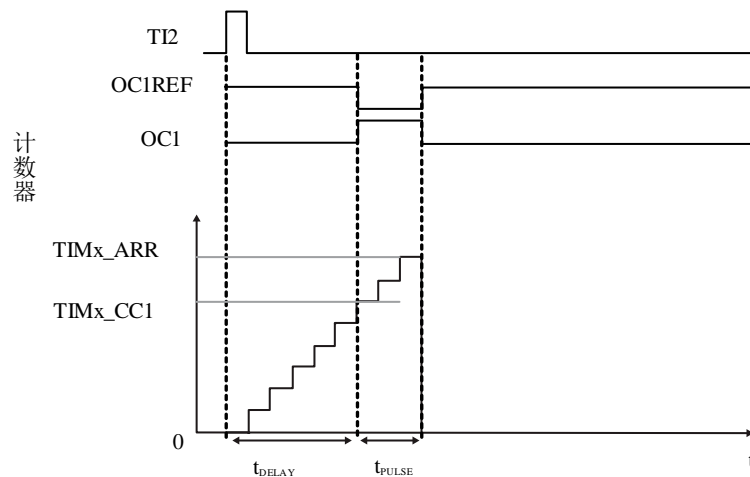 TI2
OC1REF
OC1
计数器
TIMx_ARR
TIMx_CC1
0
t
tDELAY
tPULSE